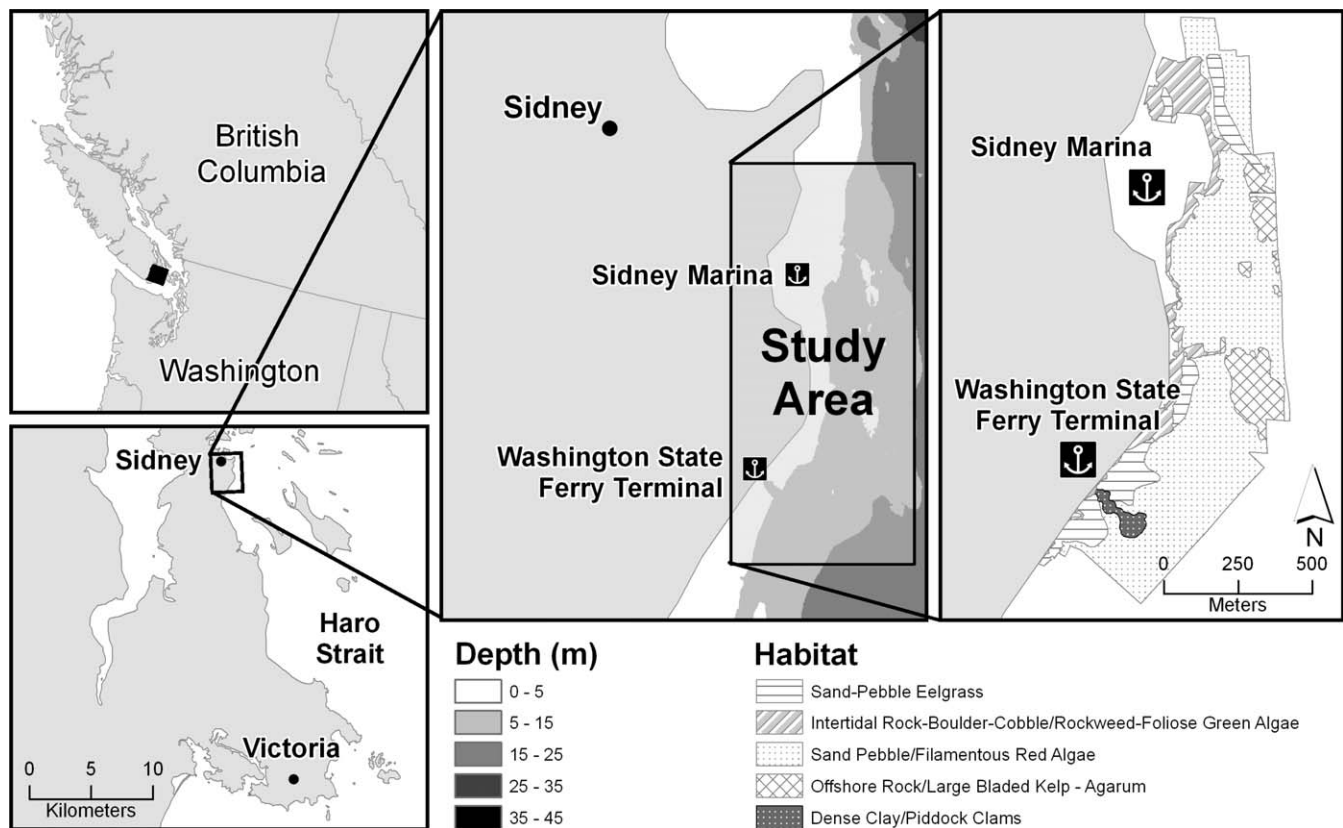 British
Columbia
Washington
Sidney
Haro
Strait
Victoria
0 5 10
Kilometers
Sidney
Sidney Marina
Study
Area
Washington State
Ferry Terminal
Sidney Marina
Washington State
Ferry Terminal
N
0 250 500
Meters
Depth (m)
0 - 5
5 - 15
15 - 25
25 - 35
35 - 45
Habitat
Sand-Pebble Eelgrass
Intertidal Rock-Boulder-Cobble/Rockweed-Foliose Green Algae
Sand Pebble/Filamentous Red Algae
Offshore Rock/Large Bladed Kelp - Agarum
Dense Clay/Piddock Clams